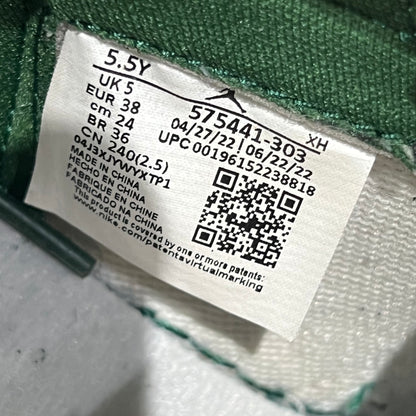 5.5Y
UK 5
EUR 38
cm 24
BR 36
CN 240(2.5)
575441-303 XH
04/27/22 | 06/22/22
UPC 00196152238818
04J3XJYWYXTP1
MADE IN CHINA
HECHO EN CHINA
FABRIQUÉ EN CHINE
FABRICADO NA CHINA
This product is covered by one or more patents:
www.nike.com/patentsvirtualmarking